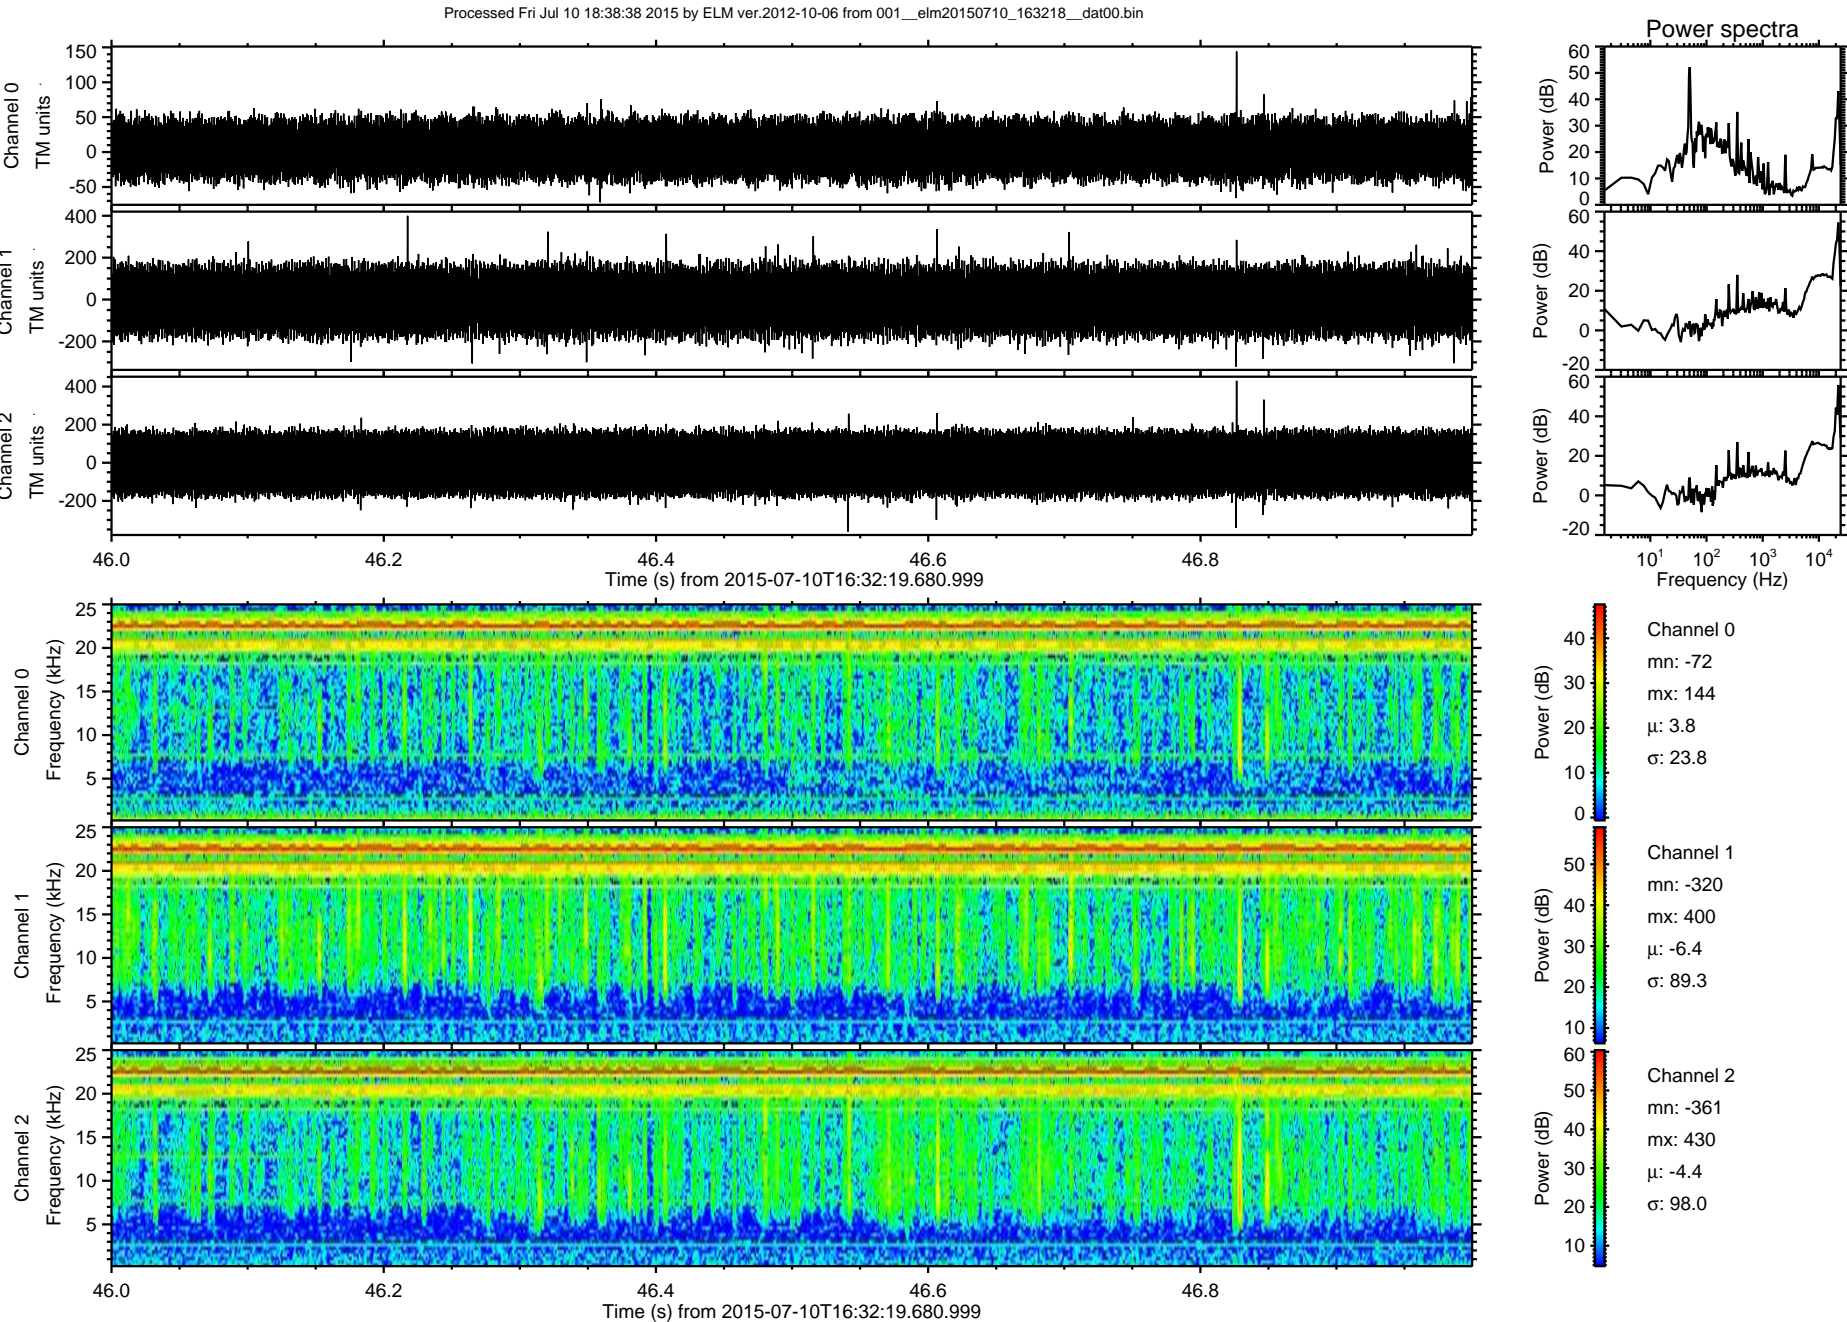 Processed Fri Jul 10 18:38:38 2015 by ELM ver.2012-10-06 from 001__elm20150710_163218__dat00.bin
Power spectra
Channel 0
TM units
150
100
50
0
-50
Power (dB)
60
50
40
30
20
10
0
Channel 1
TM units
400
200
0
-200
Power (dB)
60
40
20
0
-20
Channel 2
TM units
400
200
0
-200
Power (dB)
60
40
20
0
-20
46.0 46.2 46.4 46.6 46.8
Time (s) from 2015-07-10T16:32:19.680.999
10^1 10^2 10^3 10^4
Frequency (Hz)
Channel 0
Frequency (kHz)
25
20
15
10
5
Power (dB)
40
30
20
10
0
Channel 0
mn: -72
mx: 144
μ: 3.8
σ: 23.8
Channel 1
Frequency (kHz)
25
20
15
10
5
Power (dB)
50
40
30
20
10
Channel 1
mn: -320
mx: 400
μ: -6.4
σ: 89.3
Channel 2
Frequency (kHz)
25
20
15
10
5
Power (dB)
60
50
40
30
20
10
Channel 2
mn: -361
mx: 430
μ: -4.4
σ: 98.0
46.0 46.2 46.4 46.6 46.8
Time (s) from 2015-07-10T16:32:19.680.999